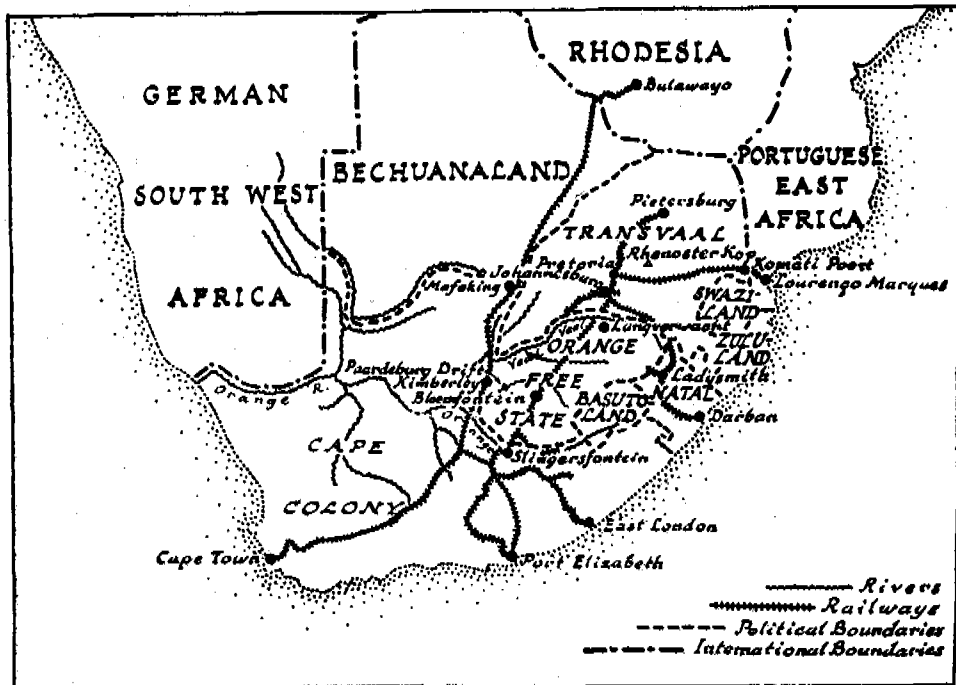 RHODESIA
Bulawayo
GERMAN
SOUTH WEST
AFRICA
BECHUANALAND
PORTUGUESE
EAST
AFRICA
Pietersburg
TRANSVAAL
Rhenoster Kop
Pretoria
Johannesburg
Mafeking
Komati Poort
Lourenço Marques
SWAZI-
LAND
ZULU-
LAND
Vaal
ORANGE
FREE
STATE
Ladysmith
NATAL
BASUTO
LAND
Durban
Paardeburg Drift
Kimberley
Bloemfontein
Orange R.
Slingersfontein
CAPE
COLONY
East London
Cape Town
Port Elizabeth
Rivers
Railways
Political Boundaries
International Boundaries